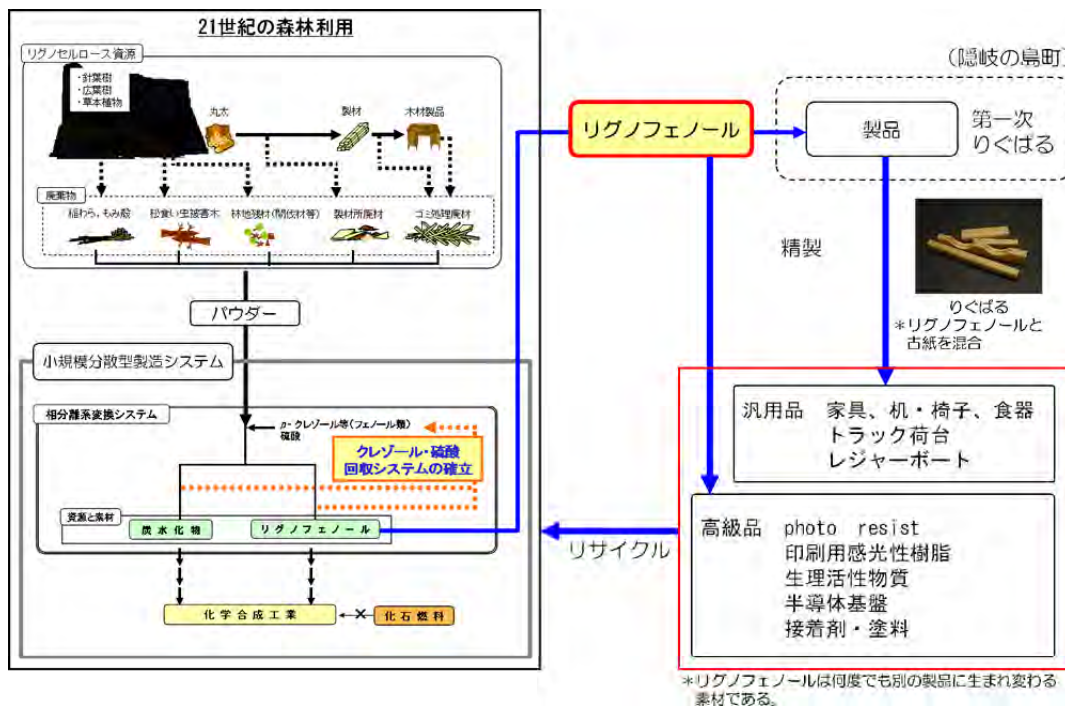 21世紀の森林利用
リグノセルロース資源
・針葉樹
・広葉樹
・草本植物
丸太
製材
木材製品
廃棄物
稲わら，もみ殻
松食い虫被害木
林地残材(間伐材等)
製材所廃材
ゴミ処理廃材
パウダー
小規模分散型製造システム
相分離系変換システム
p-クレゾール等(フェノール類)
硫酸
クレゾール・硫酸
回収システムの確立
資源と素材
炭水化物
リグノフェノール
化学合成工業
化石燃料
リグノフェノール
(隠岐の島町)
製品
第一次
りぐぱる
精製
りぐぱる
＊リグノフェノールと
古紙を混合
汎用品 家具、机・椅子、食器
トラック荷台
レジャーボート
高級品 photo resist
印刷用感光性樹脂
生理活性物質
半導体基盤
接着剤・塗料
リサイクル
＊リグノフェノールは何度でも別の製品に生まれ変わる
素材である。